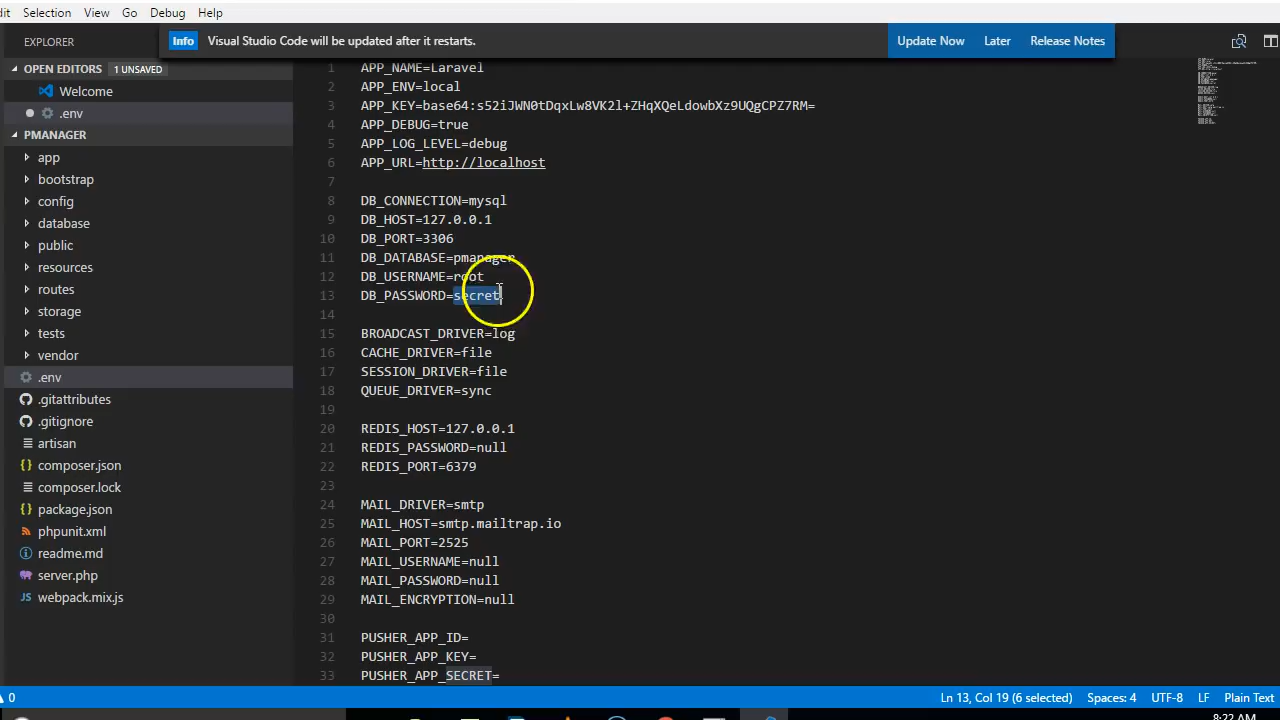 dit Selection View Go Debug Help
EXPLORER
Info Visual Studio Code will be updated after it restarts. Update Now Later Release Notes
OPEN EDITORS 1 UNSAVED
Welcome
.env
PMANAGER
app
bootstrap
config
database
public
resources
routes
storage
tests
vendor
.env
.gitattributes
.gitignore
artisan
composer.json
composer.lock
package.json
phpunit.xml
readme.md
server.php
webpack.mix.js
1 APP_NAME=Laravel
2 APP_ENV=local
3 APP_KEY=base64:s52iJWN0tDqxLw8VK2l+ZHqXQeLdowbXz9UQgCPZ7RM=
4 APP_DEBUG=true
5 APP_LOG_LEVEL=debug
6 APP_URL=http://localhost
7
8 DB_CONNECTION=mysql
9 DB_HOST=127.0.0.1
10 DB_PORT=3306
11 DB_DATABASE=pmanager
12 DB_USERNAME=root
13 DB_PASSWORD=secret
14
15 BROADCAST_DRIVER=log
16 CACHE_DRIVER=file
17 SESSION_DRIVER=file
18 QUEUE_DRIVER=sync
19
20 REDIS_HOST=127.0.0.1
21 REDIS_PASSWORD=null
22 REDIS_PORT=6379
23
24 MAIL_DRIVER=smtp
25 MAIL_HOST=smtp.mailtrap.io
26 MAIL_PORT=2525
27 MAIL_USERNAME=null
28 MAIL_PASSWORD=null
29 MAIL_ENCRYPTION=null
30
31 PUSHER_APP_ID=
32 PUSHER_APP_KEY=
33 PUSHER_APP_SECRET=
0 Ln 13, Col 19 (6 selected) Spaces: 4 UTF-8 LF Plain Text
8:22 AM